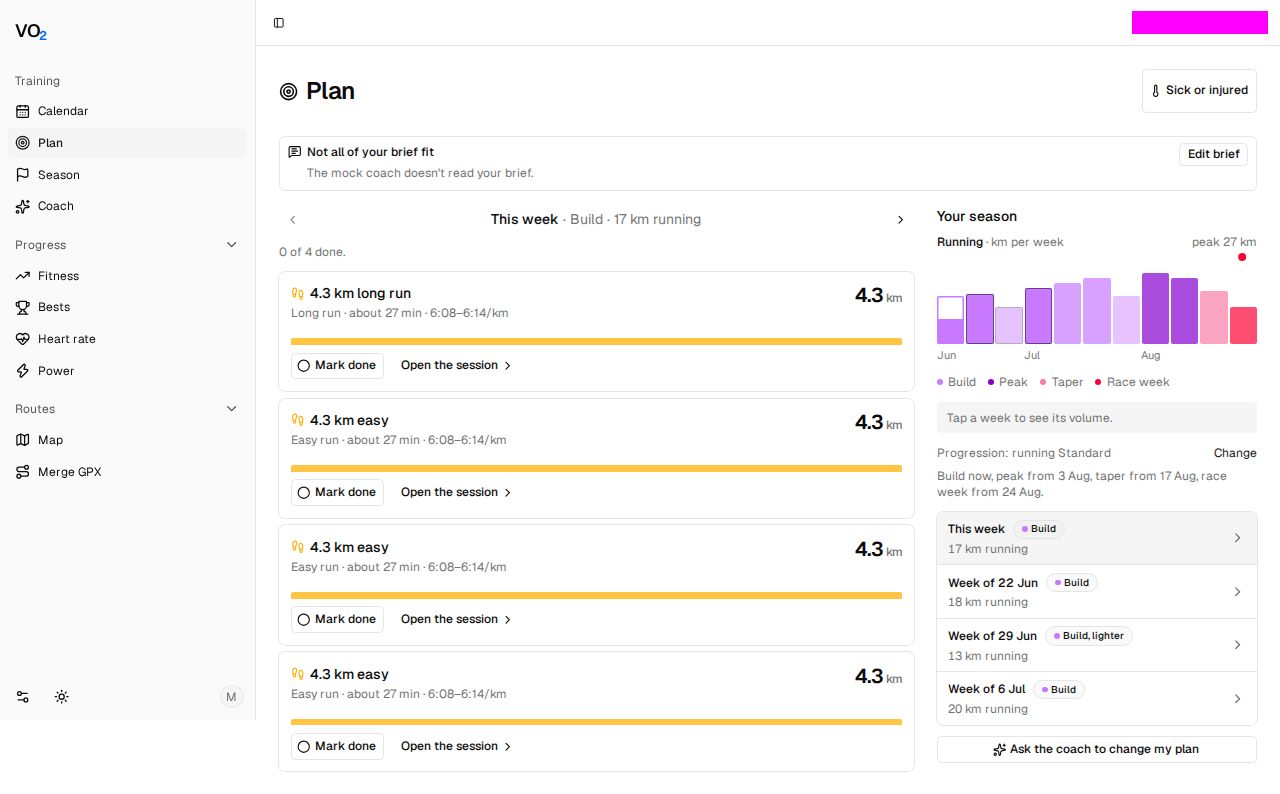 VO2
Training
Calendar
Plan
Season
Coach
Progress
Fitness
Bests
Heart rate
Power
Routes
Map
Merge GPX
M
Plan
Sick or injured
Not all of your brief fit
The mock coach doesn't read your brief.
Edit brief
This week · Build · 17 km running
0 of 4 done.
4.3 km long run
Long run · about 27 min · 6:08–6:14/km
4.3 km
Mark done
Open the session
4.3 km easy
Easy run · about 27 min · 6:08–6:14/km
4.3 km
Mark done
Open the session
4.3 km easy
Easy run · about 27 min · 6:08–6:14/km
4.3 km
Mark done
Open the session
4.3 km easy
Easy run · about 27 min · 6:08–6:14/km
4.3 km
Mark done
Open the session
Your season
Running · km per week
peak 27 km
Jun
Jul
Aug
Build
Peak
Taper
Race week
Tap a week to see its volume.
Progression: running Standard
Change
Build now, peak from 3 Aug, taper from 17 Aug, race
week from 24 Aug.
This week
Build
17 km running
Week of 22 Jun
Build
18 km running
Week of 29 Jun
Build, lighter
13 km running
Week of 6 Jul
Build
20 km running
Ask the coach to change my plan